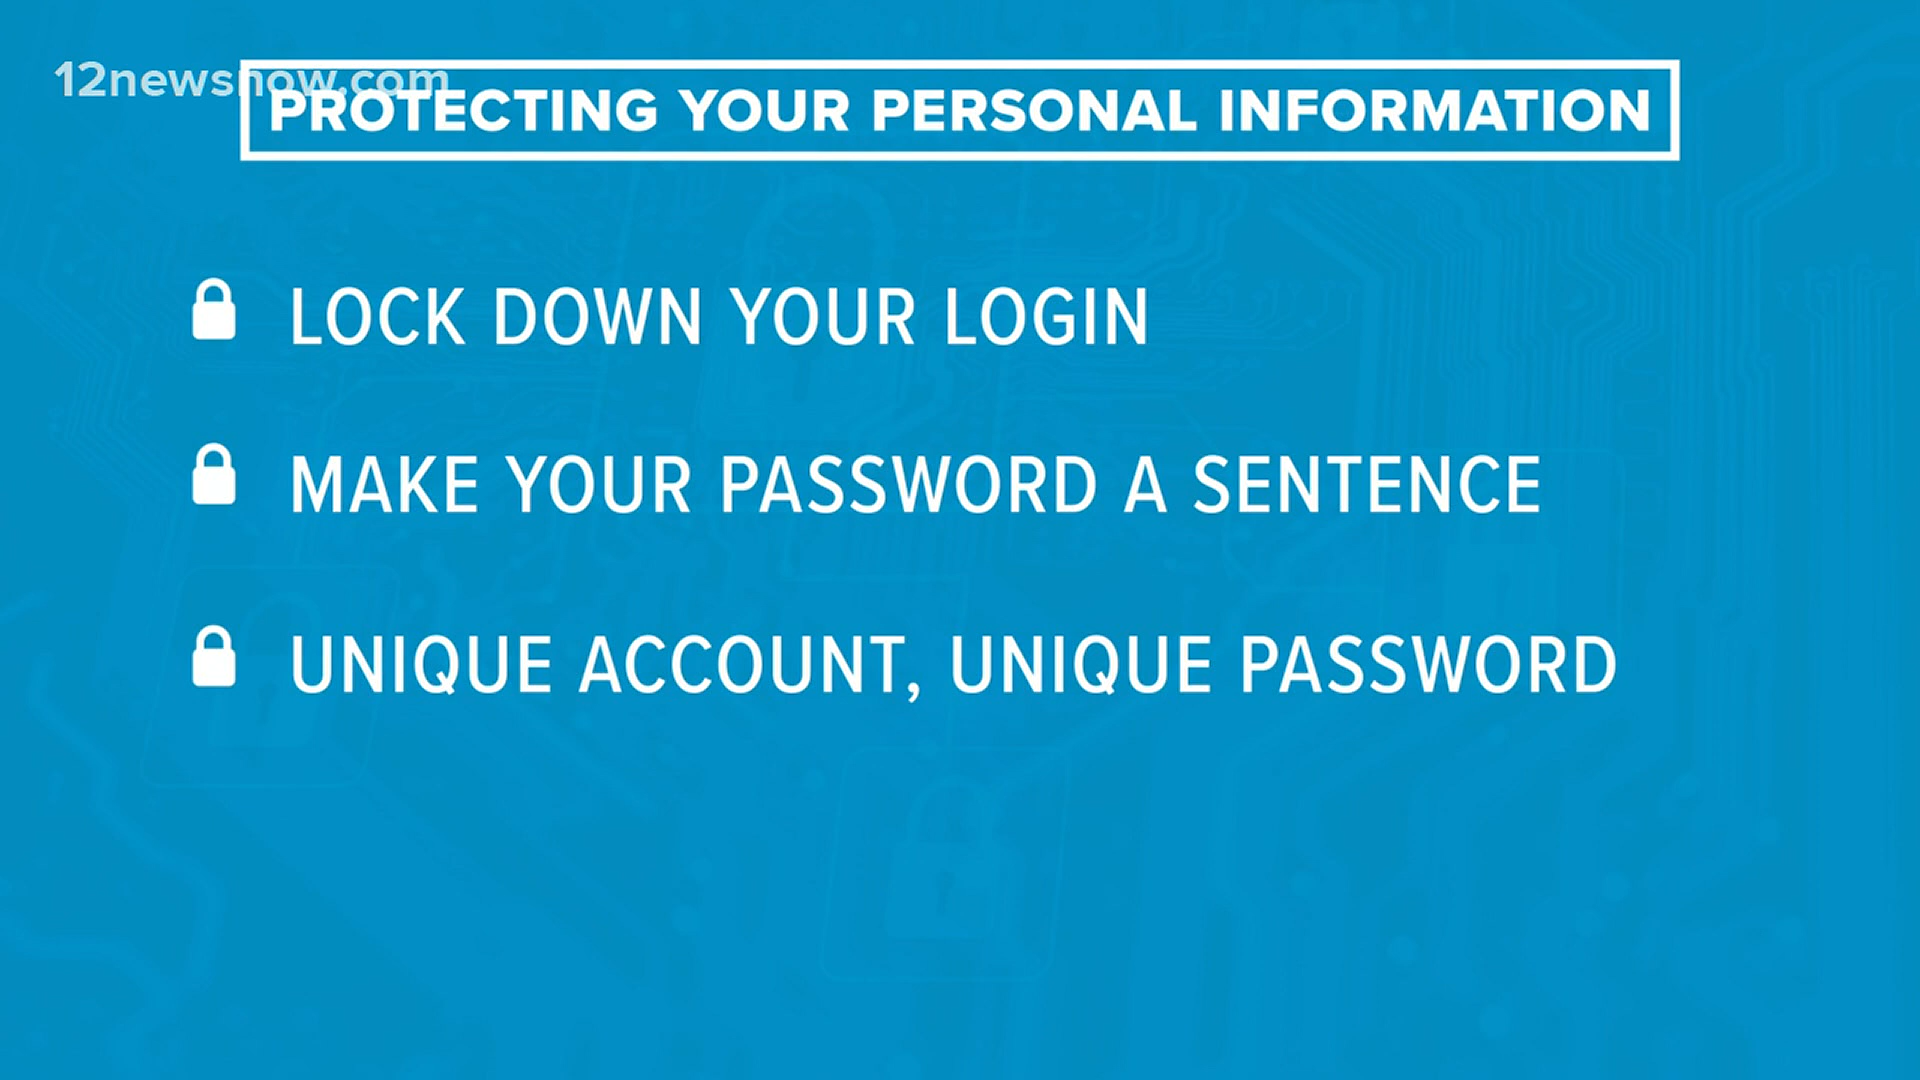 12newsnow.com
PROTECTING YOUR PERSONAL INFORMATION
LOCK DOWN YOUR LOGIN
MAKE YOUR PASSWORD A SENTENCE
UNIQUE ACCOUNT, UNIQUE PASSWORD